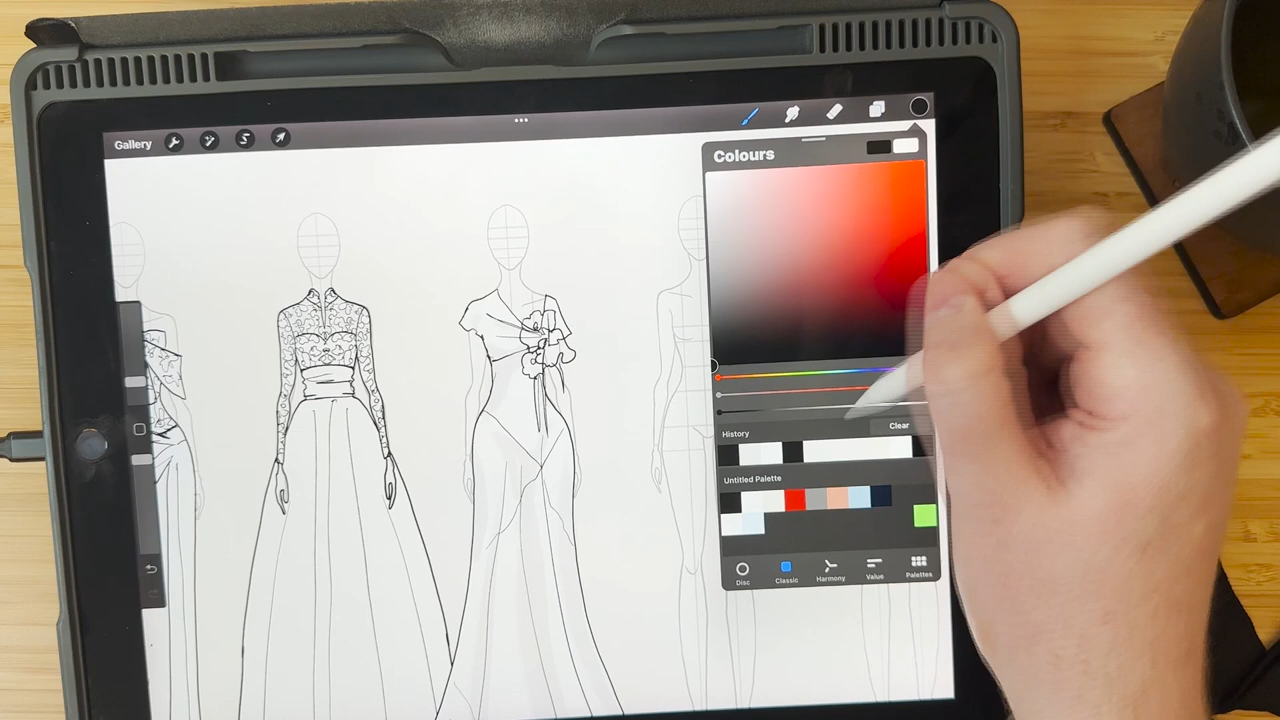 Gallery
Colours
History
Clear
Untitled Palette
Disc
Classic
Harmony
Value
Palettes